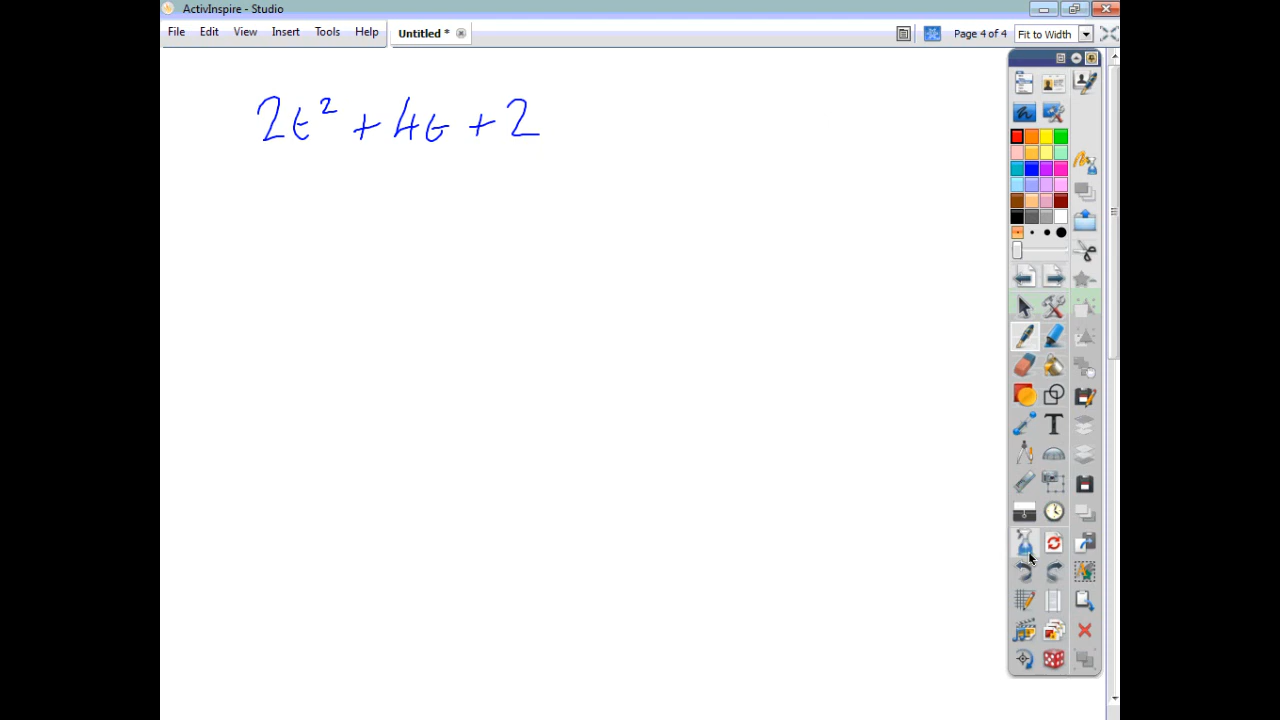 ActivInspire - Studio
File Edit View Insert Tools Help Untitled * Page 4 of 4 Fit to Width
2t² + 4t + 2